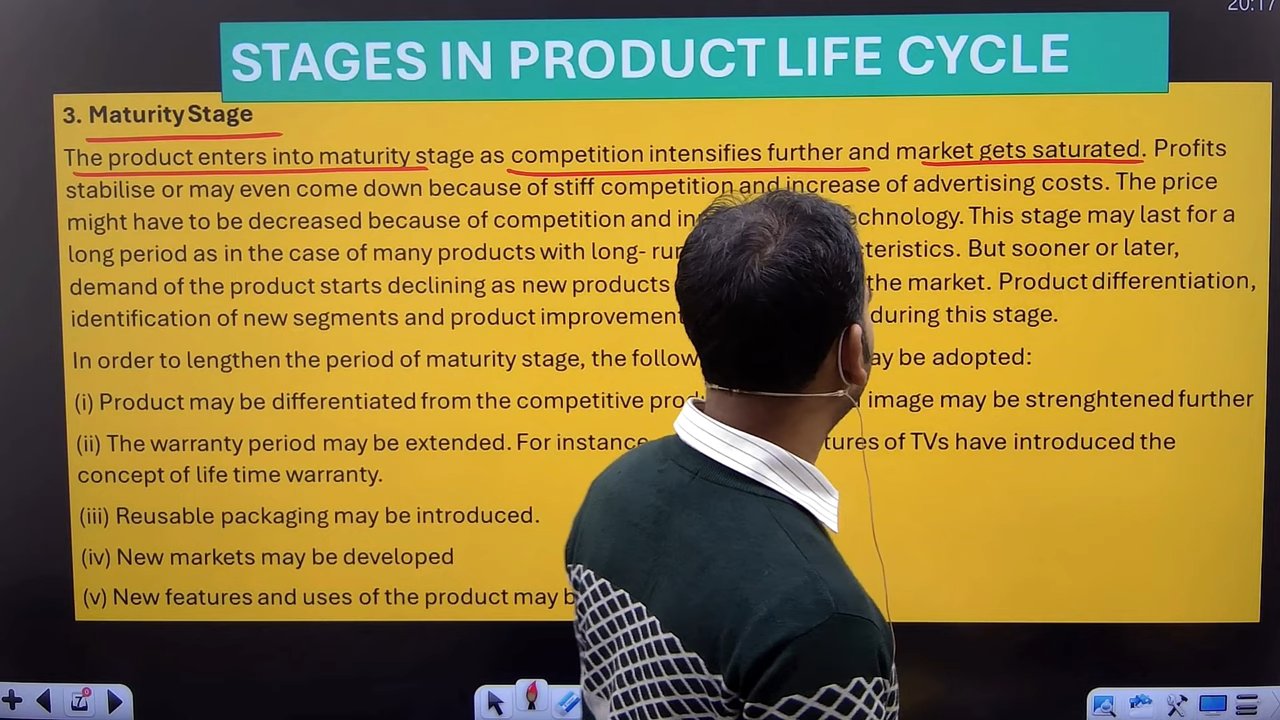 20:17
STAGES IN PRODUCT LIFE CYCLE
3. Maturity Stage
The product enters into maturity stage as competition intensifies further and market gets saturated. Profits
stabilise or may even come down because of stiff competition and increase of advertising costs. The price
might have to be decreased because of competition and in echnology. This stage may last for a
long period as in the case of many products with long- run teristics. But sooner or later,
demand of the product starts declining as new products the market. Product differentiation,
identification of new segments and product improvement during this stage.
In order to lengthen the period of maturity stage, the follow ay be adopted:
(i) Product may be differentiated from the competitive prod image may be strenghtened further
(ii) The warranty period may be extended. For instance tures of TVs have introduced the
concept of life time warranty.
(iii) Reusable packaging may be introduced.
(iv) New markets may be developed
(v) New features and uses of the product may b